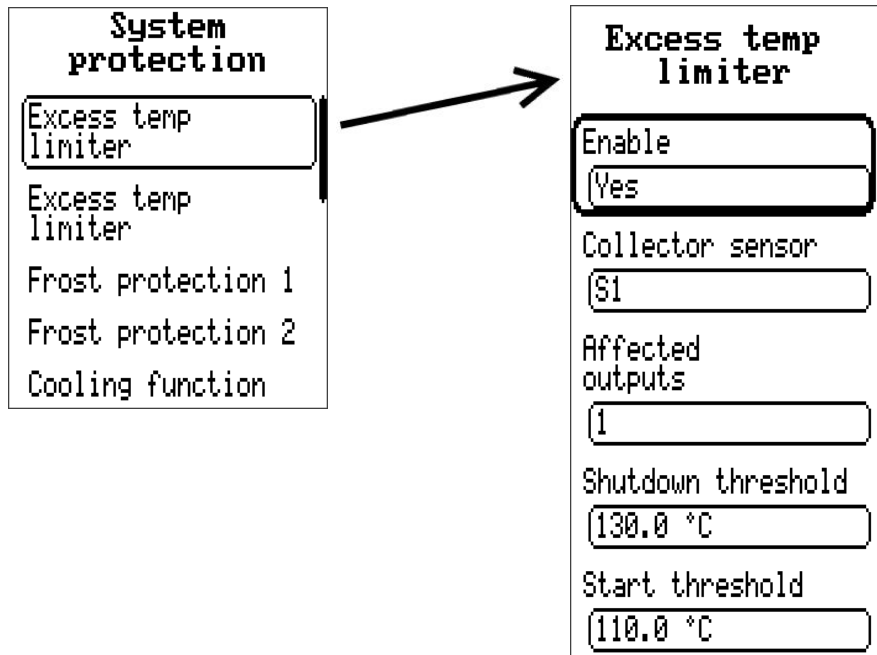 System
protection
Excess temp
limiter
Excess temp
limiter
Frost protection 1
Frost protection 2
Cooling function
Excess temp
limiter
Enable
Yes
Collector sensor
S1
Affected
outputs
1
Shutdown threshold
130.0 °C
Start threshold
110.0 °C